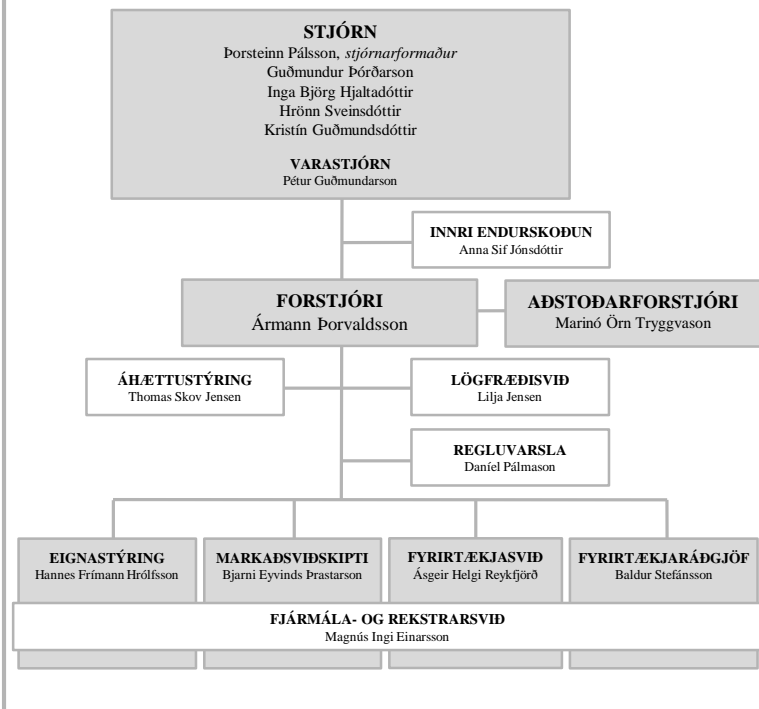 STJÓRN
Þorsteinn Pálsson, stjórnarformaður
Guðmundur Þórðarson
Inga Björg Hjaltadóttir
Hrönn Sveinsdóttir
Kristín Guðmundsdóttir
VARASTJÓRN
Pétur Guðmundarson
INNRI ENDURSKOÐUN
Anna Sif Jónsdóttir
FORSTJÓRI
Ármann Þorvaldsson
AÐSTOÐARFORSTJÓRI
Marinó Örn Tryggvason
ÁHÆTTUSTÝRING
Thomas Skov Jensen
LÖGFRÆÐISVIÐ
Lilja Jensen
REGLUVARSLA
Daníel Pálmason
EIGNASTÝRING
Hannes Frímann Hrólfsson
MARKAÐSVIÐSKIPTI
Bjarni Eyvinds Þrastarson
FYRIRTÆKJASVIÐ
Ásgeir Helgi Reykfjörð
FYRIRTÆKJARÁÐGJÖF
Baldur Stefánsson
FJÁRMÁLA- OG REKSTRARSVIÐ
Magnús Ingi Einarsson